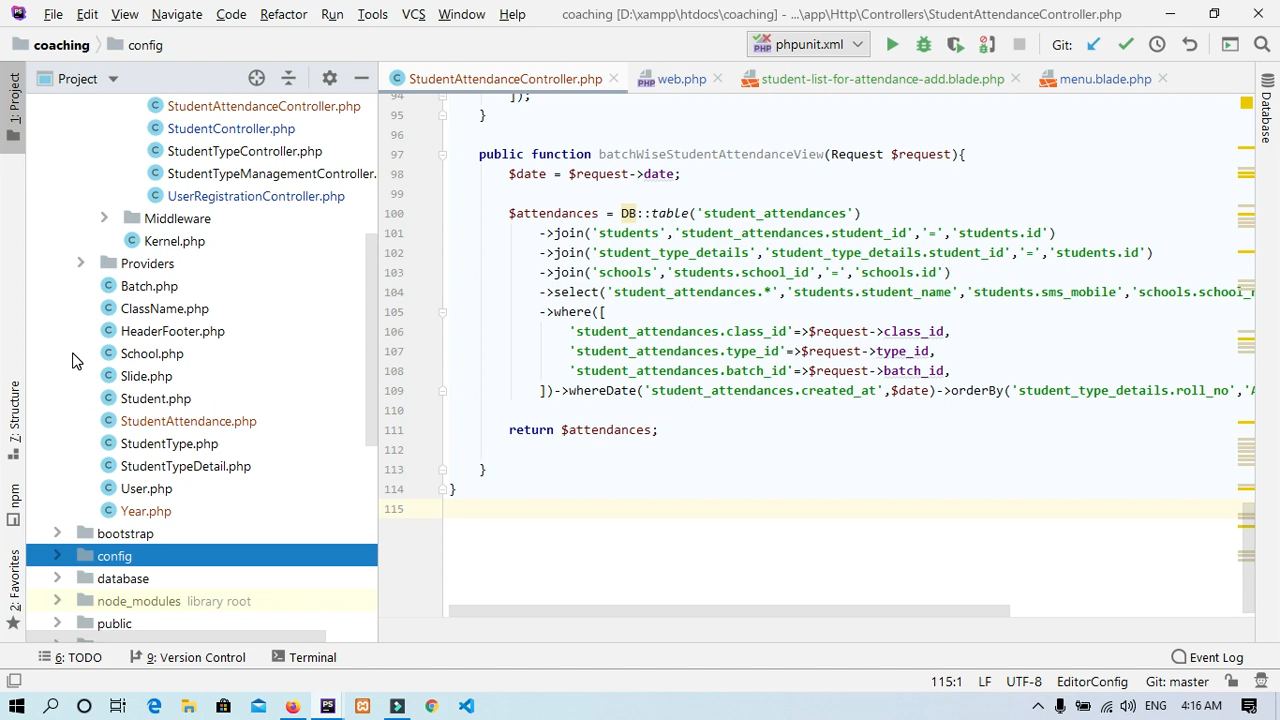 File Edit View Navigate Code Refactor Run Tools VCS Window Help coaching [D:\xampp\htdocs\coaching] - ...\app\Http\Controllers\StudentAttendanceController.php
coaching config phpunit.xml Git:
1: Project
Project
StudentAttendanceController.php web.php student-list-for-attendance-add.blade.php menu.blade.php
Database
StudentAttendanceController.php
StudentController.php
StudentTypeController.php
StudentTypeManagementController.
UserRegistrationController.php
Middleware
Kernel.php
Providers
Batch.php
ClassName.php
HeaderFooter.php
School.php
Slide.php
Student.php
StudentAttendance.php
StudentType.php
StudentTypeDetail.php
User.php
Year.php
bootstrap
config
database
node_modules library root
public
Z: Structure
npm
2: Favorites
94 ]);
95 }
96
97 public function batchWiseStudentAttendanceView(Request $request){
98 $date = $request->date;
99
100 $attendances = DB::table('student_attendances')
101 ->join('students','student_attendances.student_id','=','students.id')
102 ->join('student_type_details','student_type_details.student_id','=','students.id')
103 ->join('schools','students.school_id','=','schools.id')
104 ->select('student_attendances.*','students.student_name','students.sms_mobile','schools.school_n
105 ->where([
106 'student_attendances.class_id'=>$request->class_id,
107 'student_attendances.type_id'=>$request->type_id,
108 'student_attendances.batch_id'=>$request->batch_id,
109 ])->whereDate('student_attendances.created_at',$date)->orderBy('student_type_details.roll_no','A
110
111 return $attendances;
112
113 }
114 }
115
6: TODO 9: Version Control Terminal Event Log
115:1 LF UTF-8 EditorConfig Git: master
ENG 4:16 AM